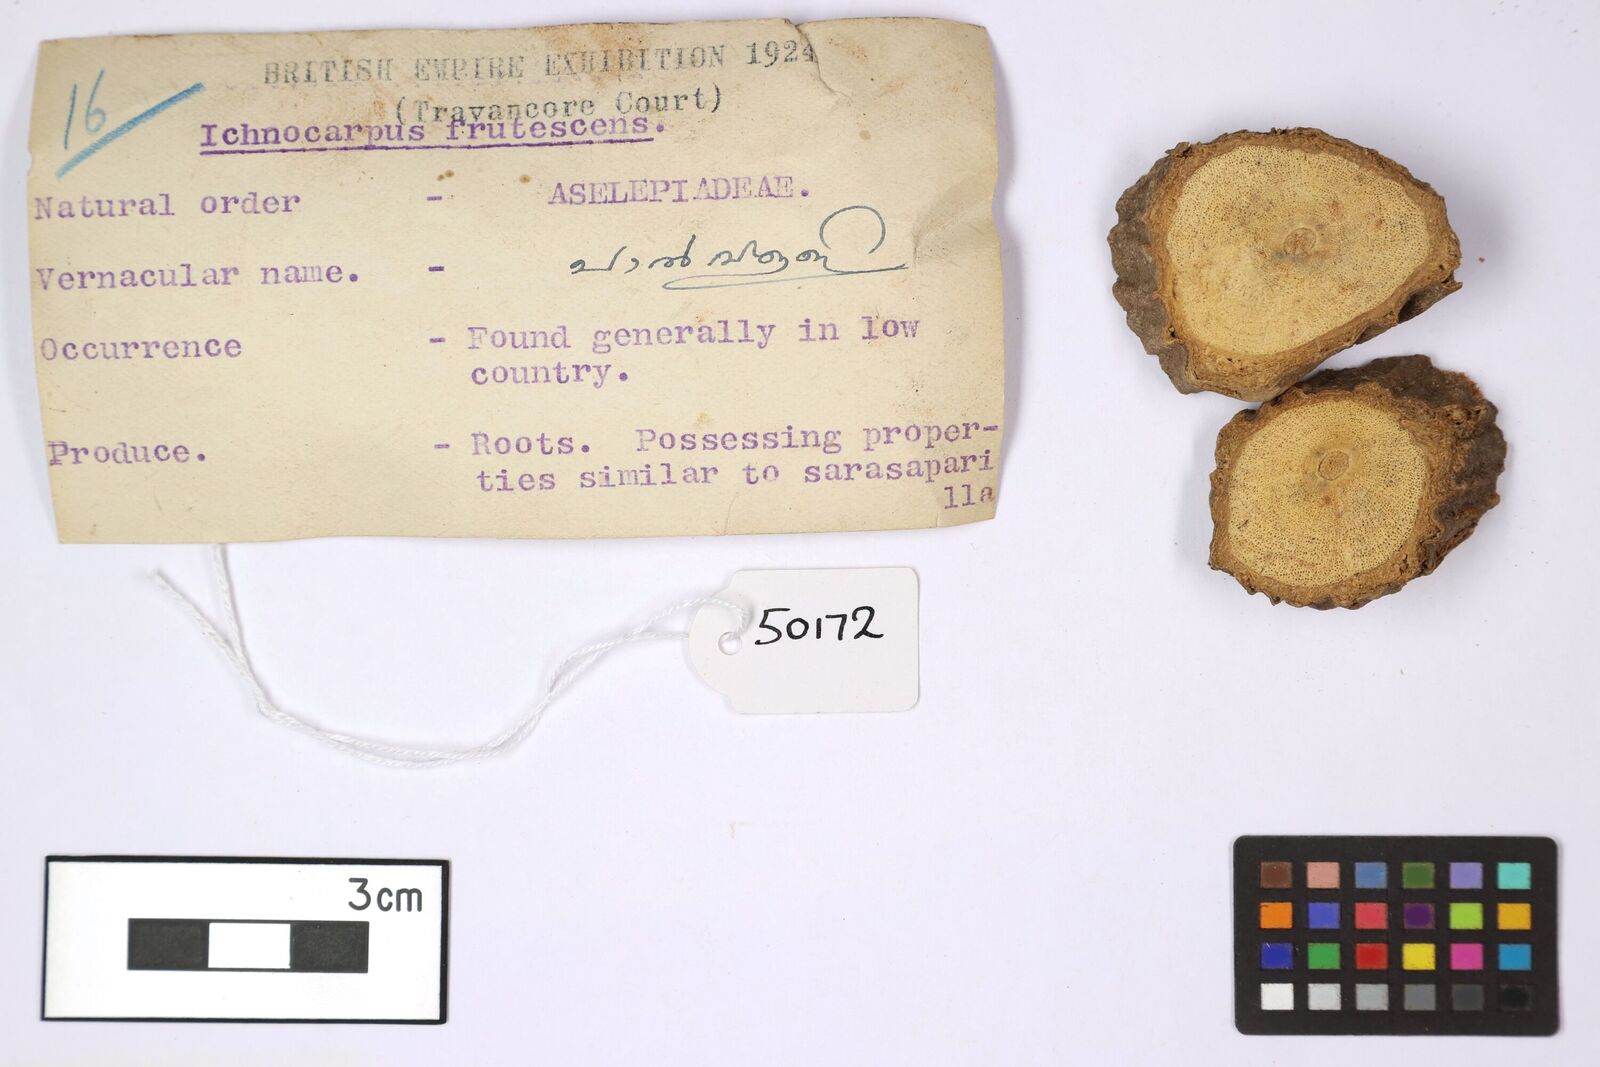 16
BRITISH EMPIRE EXHIBITION 1924
(Travancore Court)
Ichnocarpus frutescens.
Natural order - ASELEPIADEAE.
Vernacular name. - പാൽവള്ളി
Occurrence - Found generally in low
country.
Produce. - Roots. Possessing proper-
ties similar to sarasapari
lla
50172
3cm